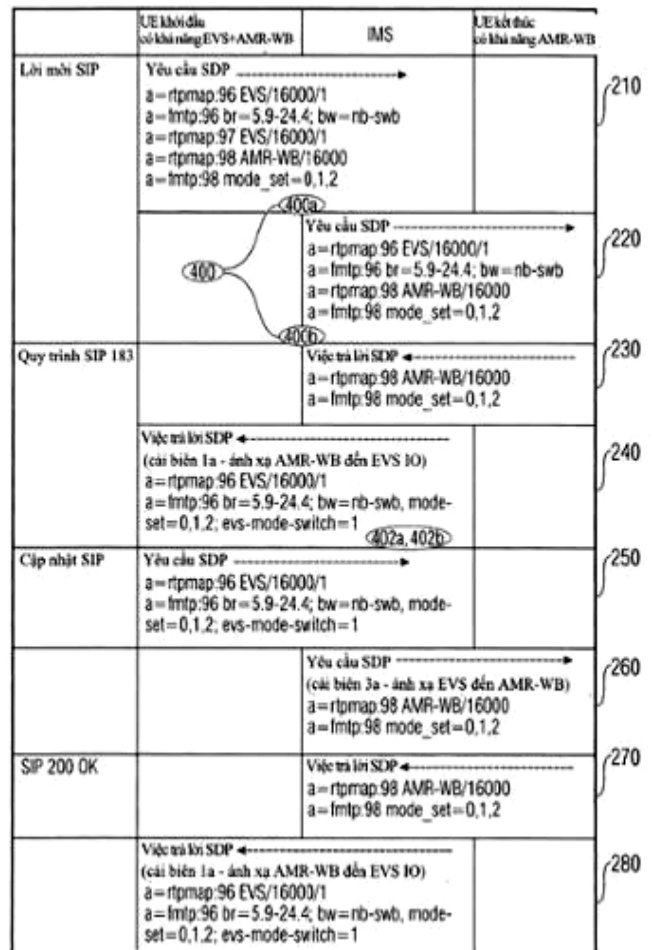 UE khởi đầu
có khả năng EVS+AMR-WB
IMS
UE kết thúc
có khả năng AMR-WB
Lời mời SIP
Yêu cầu SDP
a=rtpmap:96 EVS/16000/1
a=fmtp:96 br=5.9-24.4; bw=nb-swb
a=rtpmap:97 EVS/16000/1
a=rtpmap:98 AMR-WB/16000
a=fmtp:98 mode_set=0,1,2
210
400a
400
400b
Yêu cầu SDP
a=rtpmap:96 EVS/16000/1
a=fmtp:96 br=5.9-24.4; bw=nb-swb
a=rtpmap:98 AMR-WB/16000
a=fmtp:98 mode_set=0,1,2
220
Quy trình SIP 183
Việc trả lời SDP
a=rtpmap:98 AMR-WB/16000
a=fmtp:98 mode_set=0,1,2
230
Việc trả lời SDP
(cải biên 1a - ánh xạ AMR-WB đến EVS IO)
a=rtpmap:96 EVS/16000/1
a=fmtp:96 br=5.9-24.4; bw=nb-swb, mode-
set=0,1,2; evs-mode-switch=1
402a, 402b
240
Cập nhật SIP
Yêu cầu SDP
a=rtpmap:96 EVS/16000/1
a=fmtp:96 br=5.9-24.4; bw=nb-swb, mode-
set=0,1,2; evs-mode-switch=1
250
Yêu cầu SDP
(cải biên 3a - ánh xạ EVS đến AMR-WB)
a=rtpmap:98 AMR-WB/16000
a=fmtp:98 mode_set=0,1,2
260
SIP 200 OK
Việc trả lời SDP
a=rtpmap:98 AMR-WB/16000
a=fmtp:98 mode_set=0,1,2
270
Việc trả lời SDP
(cải biên 1a - ánh xạ AMR-WB đến EVS IO)
a=rtpmap:96 EVS/16000/1
a=fmtp:96 br=5.9-24.4; bw=nb-swb, mode-
set=0,1,2; evs-mode-switch=1
280